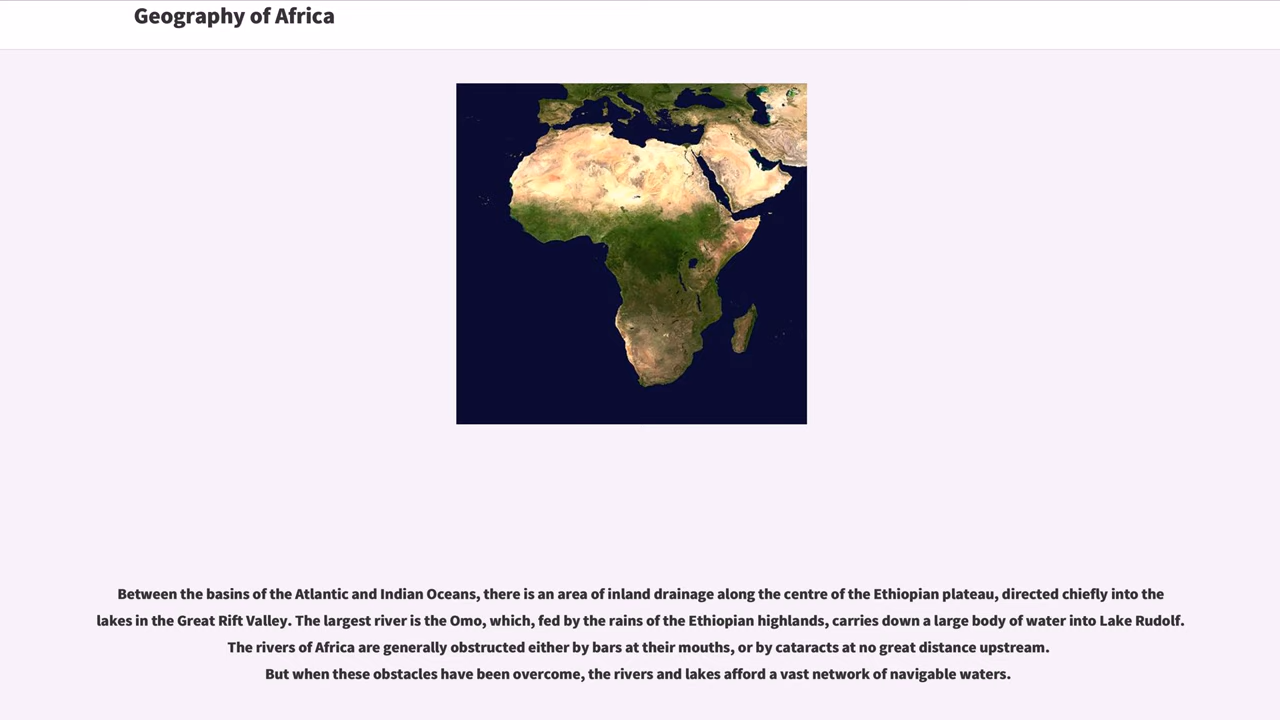 Geography of Africa
Between the basins of the Atlantic and Indian Oceans, there is an area of inland drainage along the centre of the Ethiopian plateau, directed chiefly into the
lakes in the Great Rift Valley. The largest river is the Omo, which, fed by the rains of the Ethiopian highlands, carries down a large body of water into Lake Rudolf.
The rivers of Africa are generally obstructed either by bars at their mouths, or by cataracts at no great distance upstream.
But when these obstacles have been overcome, the rivers and lakes afford a vast network of navigable waters.